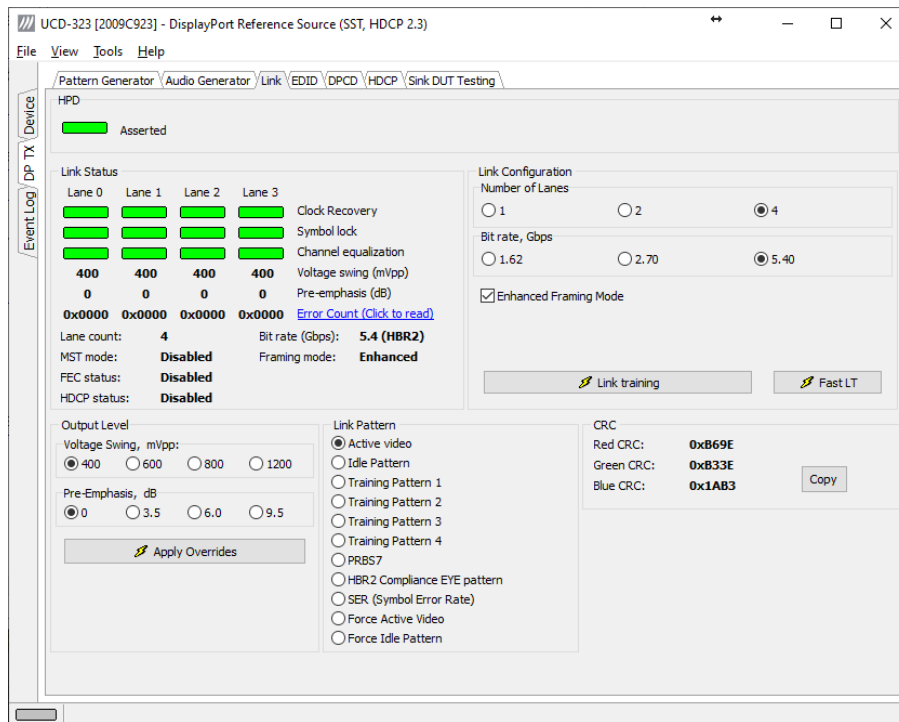 UCD-323 [2009C923] - DisplayPort Reference Source (SST, HDCP 2.3)
File View Tools Help
Pattern Generator Audio Generator Link EDID DPCD HDCP Sink DUT Testing
Device
DP TX
Event Log
HPD
Asserted
Link Status
Lane 0 Lane 1 Lane 2 Lane 3
Clock Recovery
Symbol lock
Channel equalization
400 400 400 400 Voltage swing (mVpp)
0 0 0 0 Pre-emphasis (dB)
0x0000 0x0000 0x0000 0x0000 Error Count (Click to read)
Lane count: 4 Bit rate (Gbps): 5.4 (HBR2)
MST mode: Disabled Framing mode: Enhanced
FEC status: Disabled
HDCP status: Disabled
Link Configuration
Number of Lanes
1 2 4
Bit rate, Gbps
1.62 2.70 5.40
Enhanced Framing Mode
Link training Fast LT
Output Level
Voltage Swing, mVpp:
400 600 800 1200
Pre-Emphasis, dB
0 3.5 6.0 9.5
Apply Overrides
Link Pattern
Active video
Idle Pattern
Training Pattern 1
Training Pattern 2
Training Pattern 3
Training Pattern 4
PRBS7
HBR2 Compliance EYE pattern
SER (Symbol Error Rate)
Force Active Video
Force Idle Pattern
CRC
Red CRC: 0xB69E
Green CRC: 0xB33E
Blue CRC: 0x1AB3
Copy